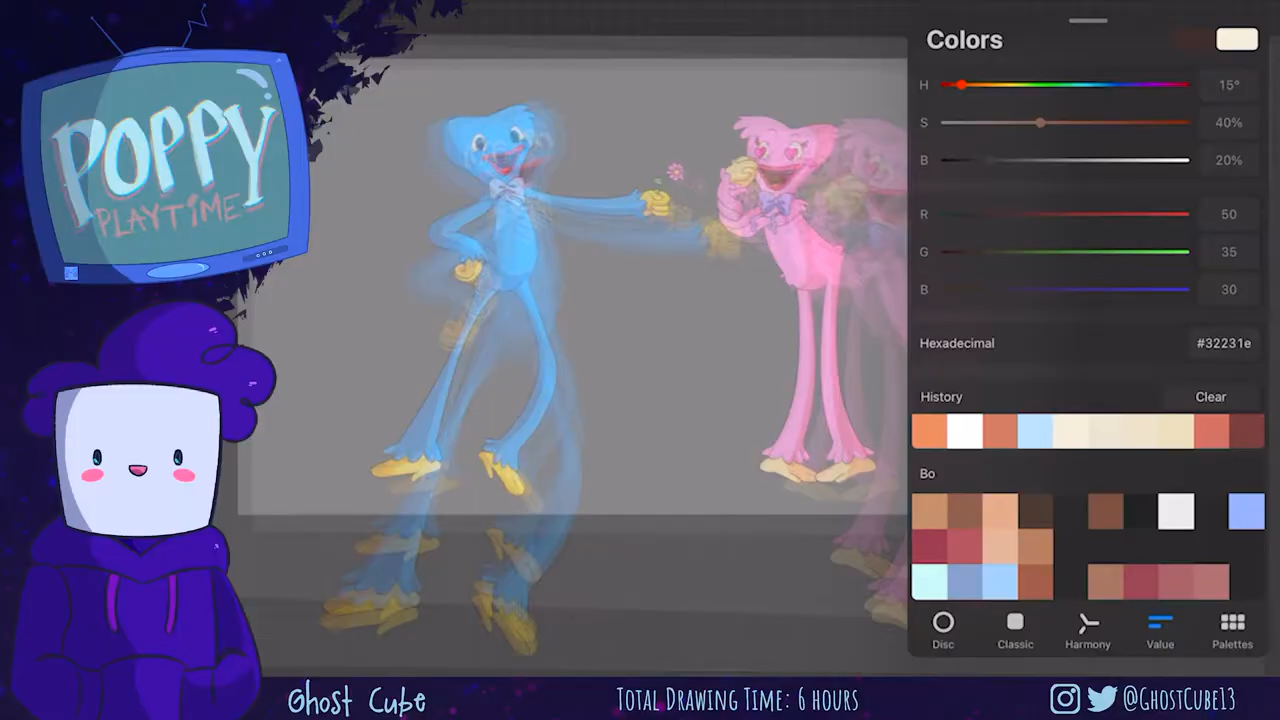 POPPY
PLAYTIME
Colors
H 15°
S 40%
B 20%
R 50
G 35
B 30
Hexadecimal #32231e
History Clear
Bo
Disc Classic Harmony Value Palettes
Ghost Cube
TOTAL DRAWING TIME: 6 HOURS
@GHOSTCUBE13